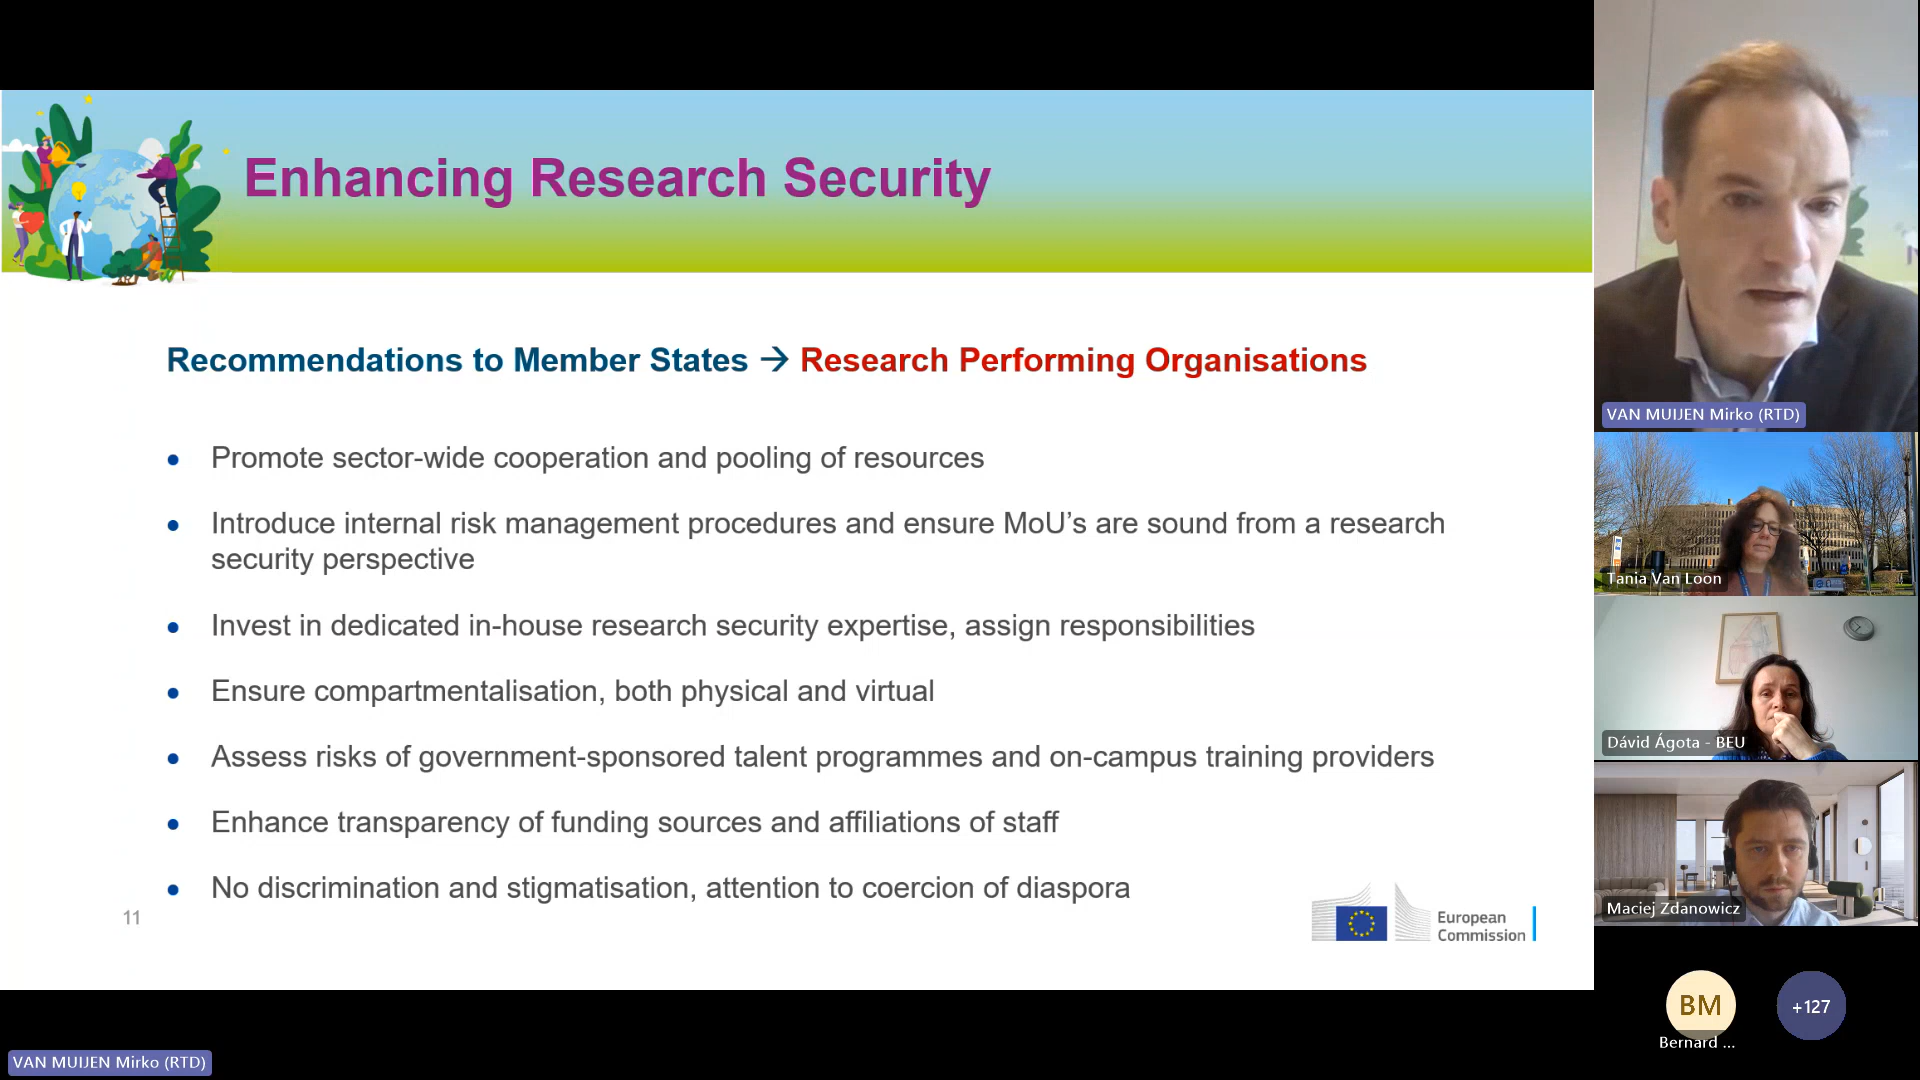 Enhancing Research Security
Recommendations to Member States → Research Performing Organisations
• Promote sector-wide cooperation and pooling of resources
• Introduce internal risk management procedures and ensure MoU’s are sound from a research
security perspective
• Invest in dedicated in-house research security expertise, assign responsibilities
• Ensure compartmentalisation, both physical and virtual
• Assess risks of government-sponsored talent programmes and on-campus training providers
• Enhance transparency of funding sources and affiliations of staff
• No discrimination and stigmatisation, attention to coercion of diaspora
11
European
Commission
VAN MUIJEN Mirko (RTD)
Tania Van Loon
Dávid Ágota - BEU
Maciej Zdanowicz
BM
Bernard ...
+127
VAN MUIJEN Mirko (RTD)